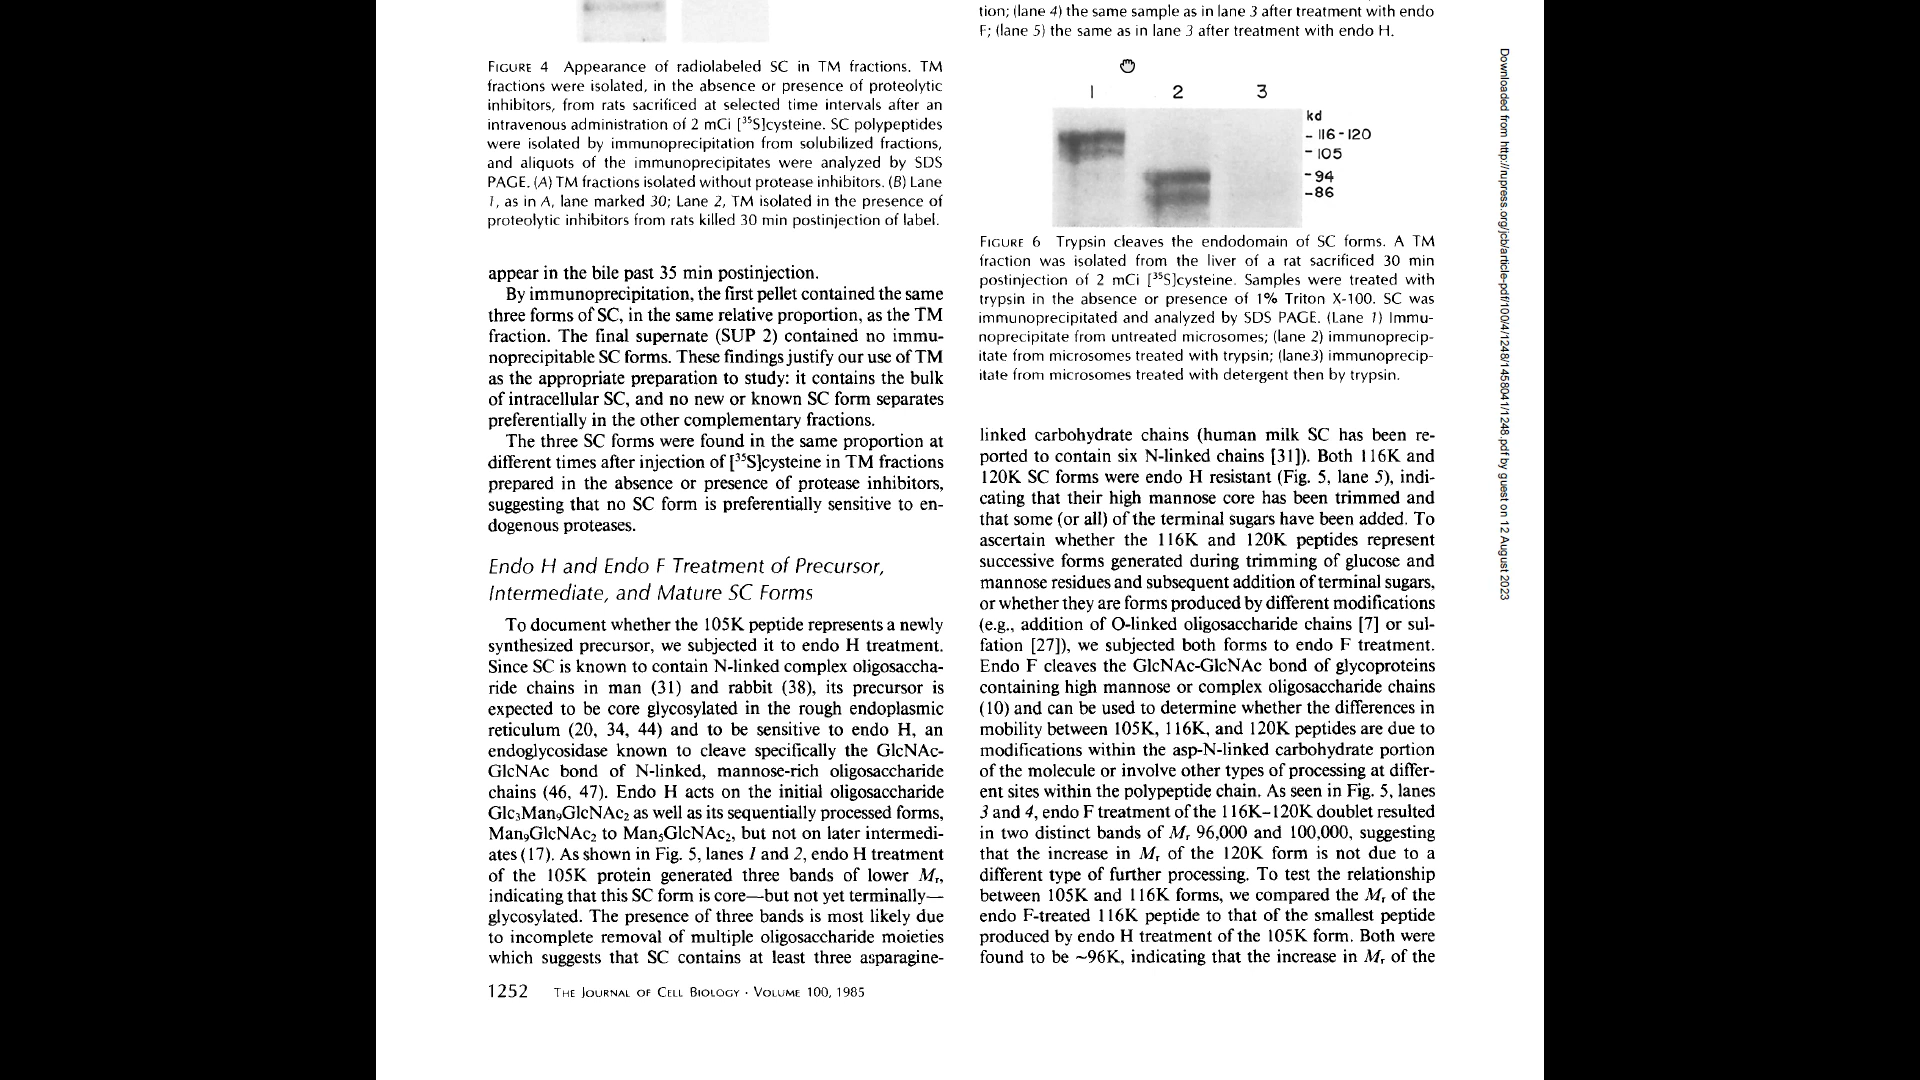 FIGURE 4 Appearance of radiolabeled SC in TM fractions. TM
fractions were isolated, in the absence or presence of proteolytic
inhibitors, from rats sacrificed at selected time intervals after an
intravenous administration of 2 mCi [³⁵S]cysteine. SC polypeptides
were isolated by immunoprecipitation from solubilized fractions,
and aliquots of the immunoprecipitates were analyzed by SDS
PAGE. (A) TM fractions isolated without protease inhibitors. (B) Lane
1, as in A, lane marked 30; Lane 2, TM isolated in the presence of
proteolytic inhibitors from rats killed 30 min postinjection of label.
appear in the bile past 35 min postinjection.
By immunoprecipitation, the first pellet contained the same
three forms of SC, in the same relative proportion, as the TM
fraction. The final supernate (SUP 2) contained no immu-
noprecipitable SC forms. These findings justify our use of TM
as the appropriate preparation to study: it contains the bulk
of intracellular SC, and no new or known SC form separates
preferentially in the other complementary fractions.
The three SC forms were found in the same proportion at
different times after injection of [³⁵S]cysteine in TM fractions
prepared in the absence or presence of protease inhibitors,
suggesting that no SC form is preferentially sensitive to en-
dogenous proteases.
Endo H and Endo F Treatment of Precursor,
Intermediate, and Mature SC Forms
To document whether the 105K peptide represents a newly
synthesized precursor, we subjected it to endo H treatment.
Since SC is known to contain N-linked complex oligosaccha-
ride chains in man (31) and rabbit (38), its precursor is
expected to be core glycosylated in the rough endoplasmic
reticulum (20, 34, 44) and to be sensitive to endo H, an
endoglycosidase known to cleave specifically the GlcNAc-
GlcNAc bond of N-linked, mannose-rich oligosaccharide
chains (46, 47). Endo H acts on the initial oligosaccharide
Glc₃Man₉GlcNAc₂ as well as its sequentially processed forms,
Man₉GlcNAc₂ to Man₅GlcNAc₂, but not on later intermedi-
ates (17). As shown in Fig. 5, lanes 1 and 2, endo H treatment
of the 105K protein generated three bands of lower Mᵣ,
indicating that this SC form is core—but not yet terminally—
glycosylated. The presence of three bands is most likely due
to incomplete removal of multiple oligosaccharide moieties
which suggests that SC contains at least three asparagine-
tion; (lane 4) the same sample as in lane 3 after treatment with endo
F; (lane 5) the same as in lane 3 after treatment with endo H.
1 2 3
kd
- 116-120
- 105
- 94
- 86
FIGURE 6 Trypsin cleaves the endodomain of SC forms. A TM
fraction was isolated from the liver of a rat sacrificed 30 min
postinjection of 2 mCi [³⁵S]cysteine. Samples were treated with
trypsin in the absence or presence of 1% Triton X-100. SC was
immunoprecipitated and analyzed by SDS PAGE. (Lane 1) Immu-
noprecipitate from untreated microsomes; (lane 2) immunoprecip-
itate from microsomes treated with trypsin; (lane3) immunoprecip-
itate from microsomes treated with detergent then by trypsin.
linked carbohydrate chains (human milk SC has been re-
ported to contain six N-linked chains [31]). Both 116K and
120K SC forms were endo H resistant (Fig. 5, lane 5), indi-
cating that their high mannose core has been trimmed and
that some (or all) of the terminal sugars have been added. To
ascertain whether the 116K and 120K peptides represent
successive forms generated during trimming of glucose and
mannose residues and subsequent addition of terminal sugars,
or whether they are forms produced by different modifications
(e.g., addition of O-linked oligosaccharide chains [7] or sul-
fation [27]), we subjected both forms to endo F treatment.
Endo F cleaves the GlcNAc-GlcNAc bond of glycoproteins
containing high mannose or complex oligosaccharide chains
(10) and can be used to determine whether the differences in
mobility between 105K, 116K, and 120K peptides are due to
modifications within the asp-N-linked carbohydrate portion
of the molecule or involve other types of processing at differ-
ent sites within the polypeptide chain. As seen in Fig. 5, lanes
3 and 4, endo F treatment of the 116K–120K doublet resulted
in two distinct bands of Mᵣ 96,000 and 100,000, suggesting
that the increase in Mᵣ of the 120K form is not due to a
different type of further processing. To test the relationship
between 105K and 116K forms, we compared the Mᵣ of the
endo F-treated 116K peptide to that of the smallest peptide
produced by endo H treatment of the 105K form. Both were
found to be ~96K, indicating that the increase in Mᵣ of the
1252 THE JOURNAL OF CELL BIOLOGY · VOLUME 100, 1985
Downloaded from http://rupress.org/jcb/article-pdf/100/4/1248/1458041/1248.pdf by guest on 12 August 2023